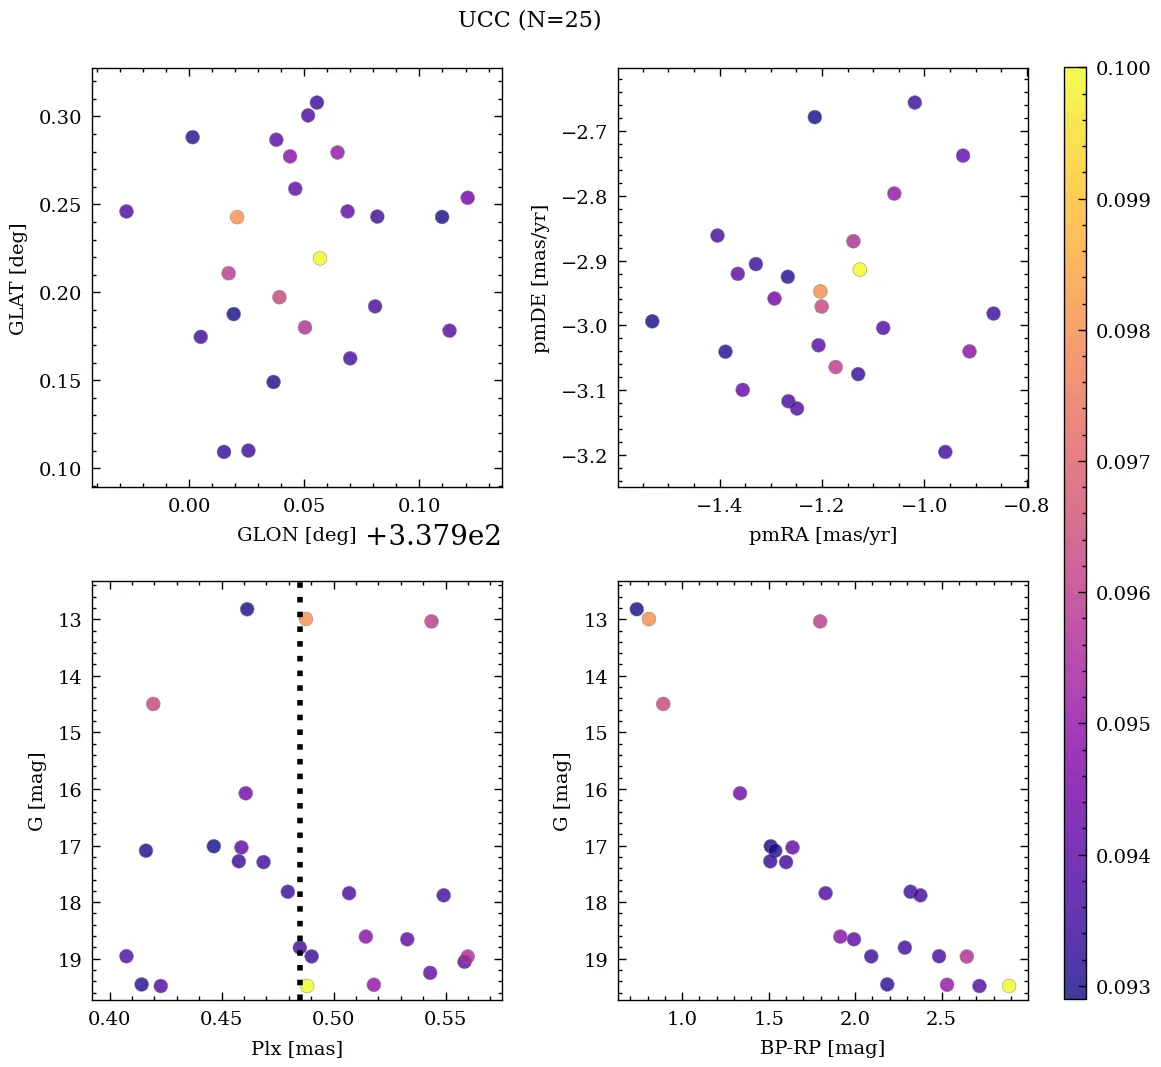 UCC (N=25)
0.30
0.25
0.20
0.15
0.10
GLAT [deg]
0.00 0.05 0.10
GLON [deg] +3.379e2
−2.7
−2.8
−2.9
−3.0
−3.1
−3.2
pmDE [mas/yr]
−1.4 −1.2 −1.0 −0.8
pmRA [mas/yr]
13
14
15
16
17
18
19
G [mag]
0.40 0.45 0.50 0.55
Plx [mas]
13
14
15
16
17
18
19
G [mag]
1.0 1.5 2.0 2.5
BP-RP [mag]
0.100
0.099
0.098
0.097
0.096
0.095
0.094
0.093